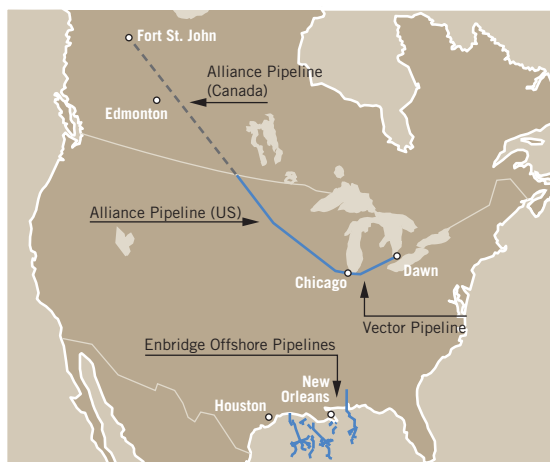 Fort St. John
Alliance Pipeline
(Canada)
Edmonton
Alliance Pipeline (US)
Dawn
Chicago
Vector Pipeline
Enbridge Offshore Pipelines
New
Orleans
Houston